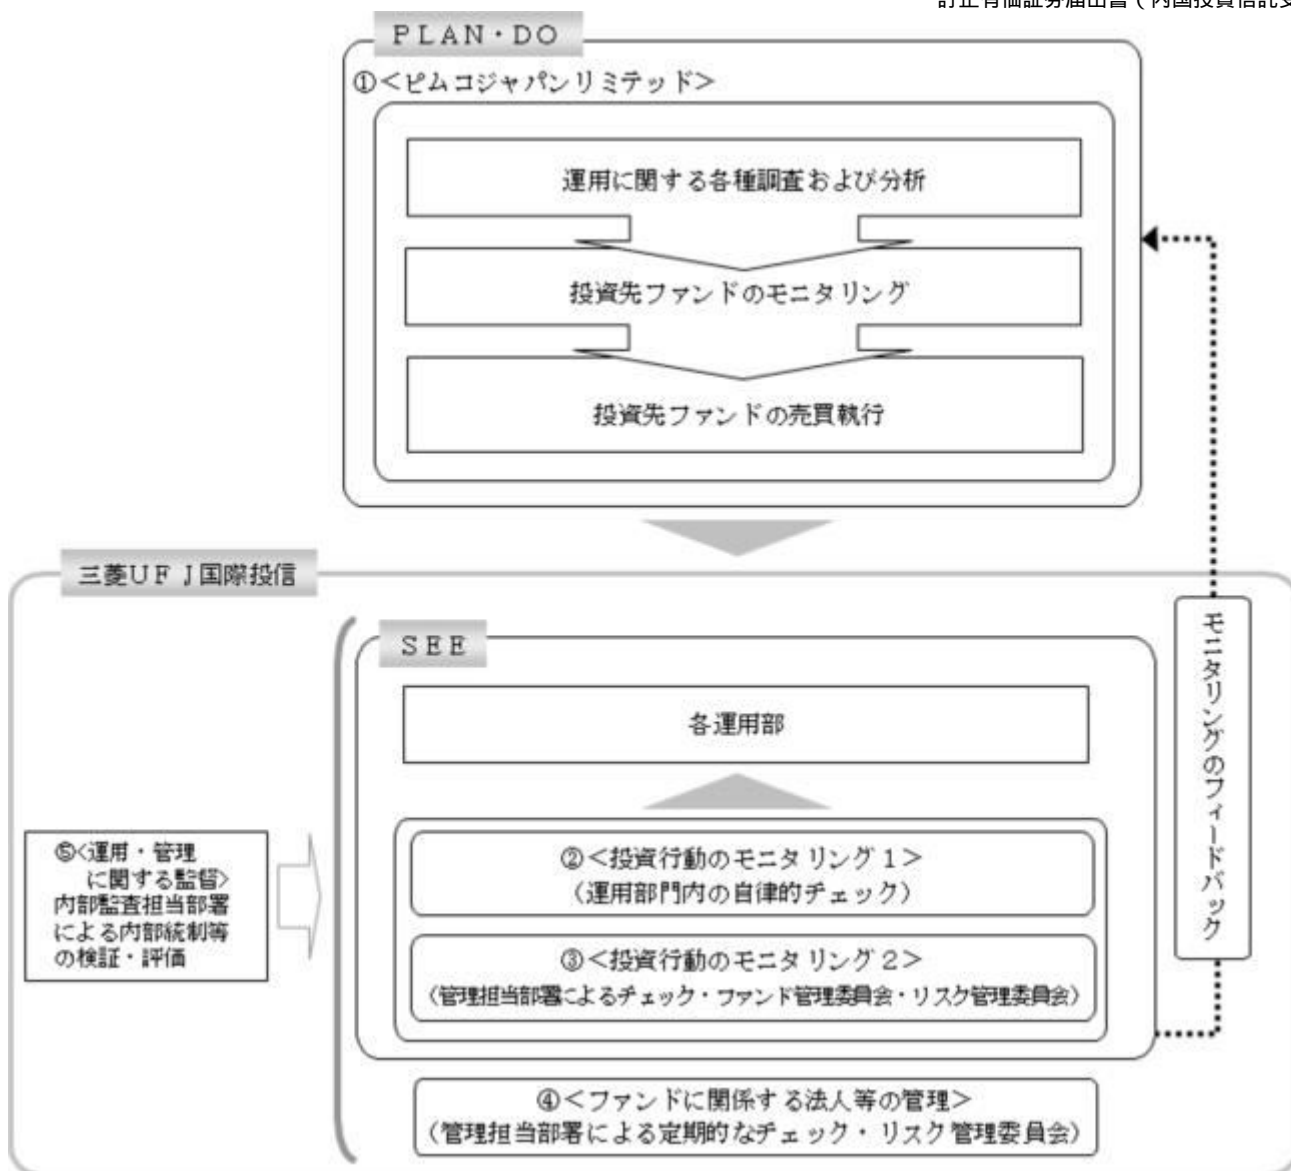 訂正有価証券届出書（内国投資信託受
ＰＬＡＮ・ＤＯ
①＜ピムコジャパンリミテッド＞
運用に関する各種調査および分析
投資先ファンドのモニタリング
投資先ファンドの売買執行
三菱ＵＦＪ国際投信
ＳＥＥ
各運用部
②＜投資行動のモニタリング１＞
（運用部門内の自律的チェック）
③＜投資行動のモニタリング２＞
（管理担当部署によるチェック・ファンド管理委員会・リスク管理委員会）
④＜ファンドに関係する法人等の管理＞
（管理担当部署による定期的なチェック・リスク管理委員会）
⑤＜運用・管理
に関する監督＞
内部監査担当部署
による内部統制等
の検証・評価
モニタリングのフィードバック